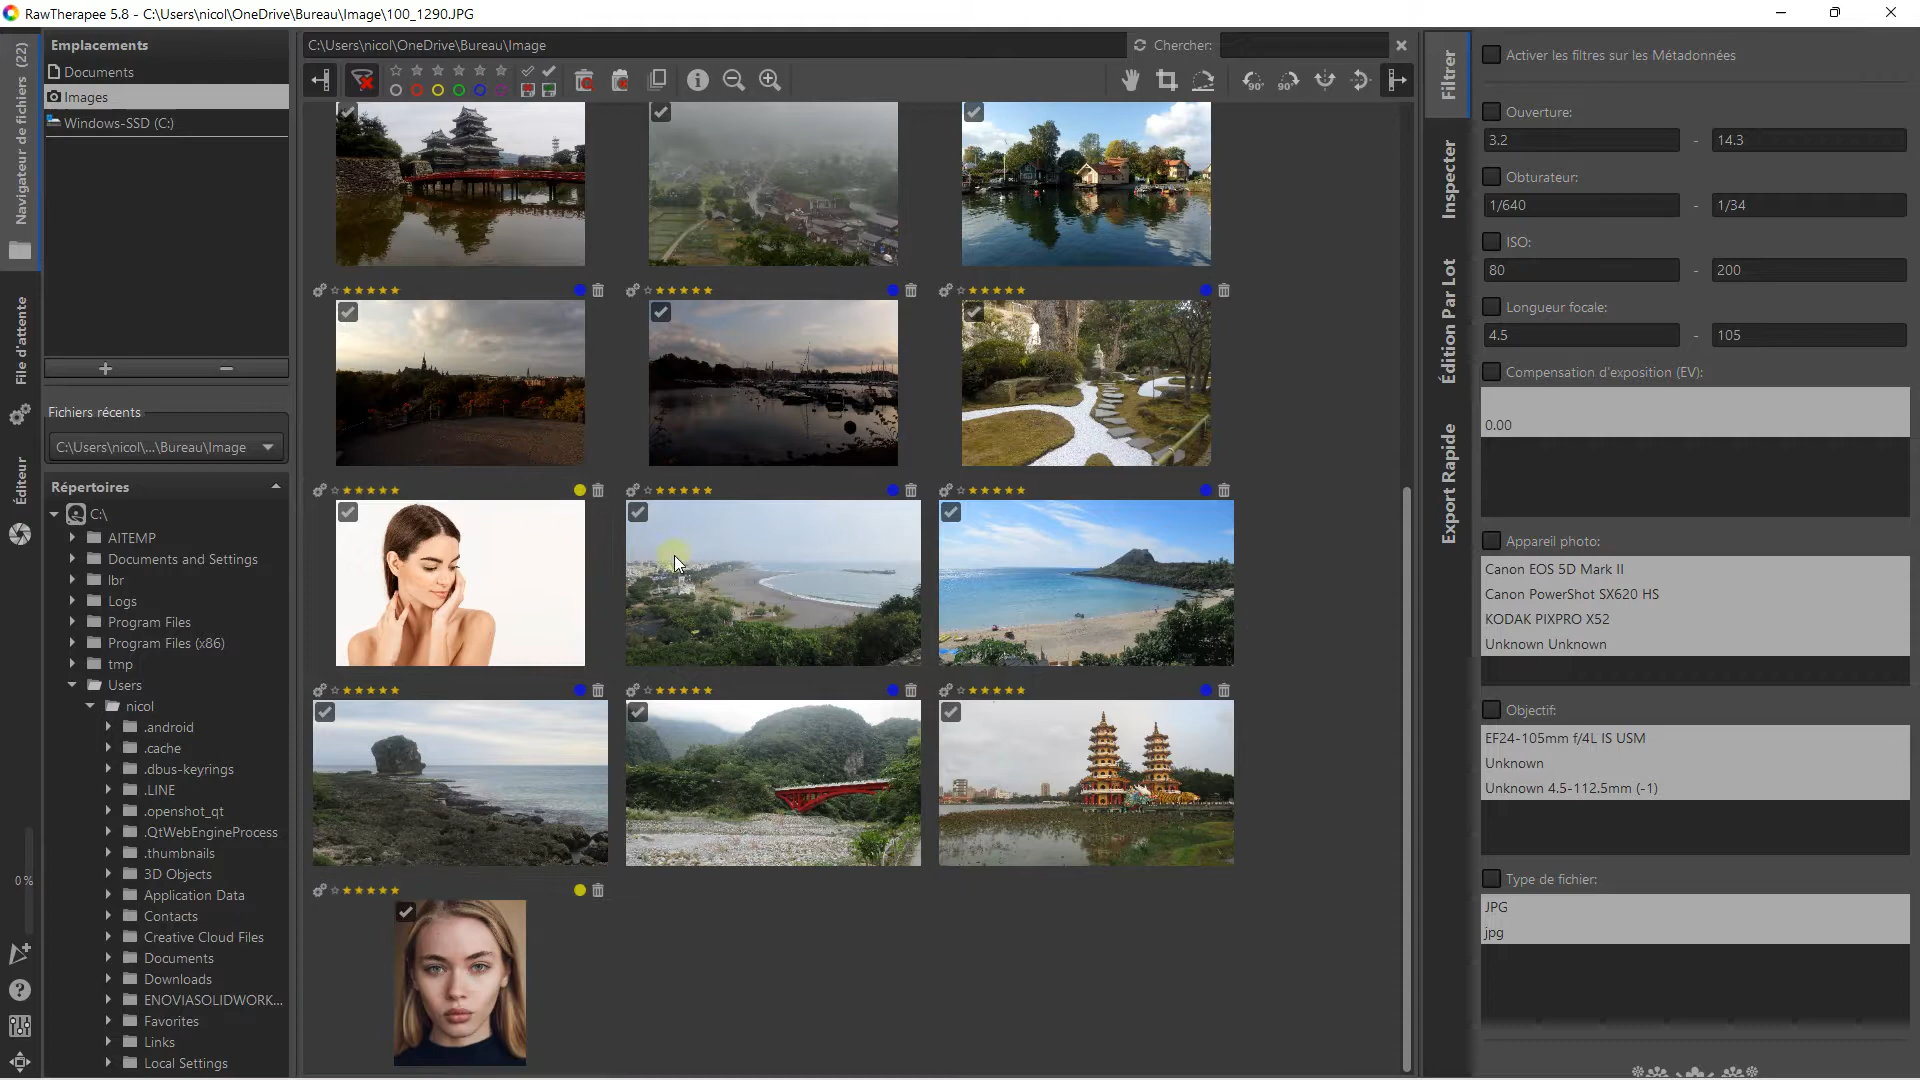 RawTherapee 5.8 - C:\Users\nicol\OneDrive\Bureau\Image\100_1290.JPG
Navigateur de fichiers (22)
File d'attente
Éditeur
0 %
Emplacements
Documents
Images
Windows-SSD (C:)
Fichiers récents
C:\Users\nicol\...\Bureau\Image
Répertoires
C:\
AITEMP
Documents and Settings
lbr
Logs
Program Files
Program Files (x86)
tmp
Users
nicol
.android
.cache
.dbus-keyrings
.LINE
.openshot_qt
.QtWebEngineProcess
.thumbnails
3D Objects
Application Data
Contacts
Creative Cloud Files
Documents
Downloads
ENOVIASOLIDWORK...
Favorites
Links
Local Settings
C:\Users\nicol\OneDrive\Bureau\Image
Chercher:
90°
90°
Filtrer
Inspecter
Édition Par Lot
Export Rapide
Activer les filtres sur les Métadonnées
Ouverture:
3.2 - 14.3
Obturateur:
1/640 - 1/34
ISO:
80 - 200
Longueur focale:
4.5 - 105
Compensation d'exposition (EV):
0.00
Appareil photo:
Canon EOS 5D Mark II
Canon PowerShot SX620 HS
KODAK PIXPRO X52
Unknown Unknown
Objectif:
EF24-105mm f/4L IS USM
Unknown
Unknown 4.5-112.5mm (-1)
Type de fichier:
JPG
jpg